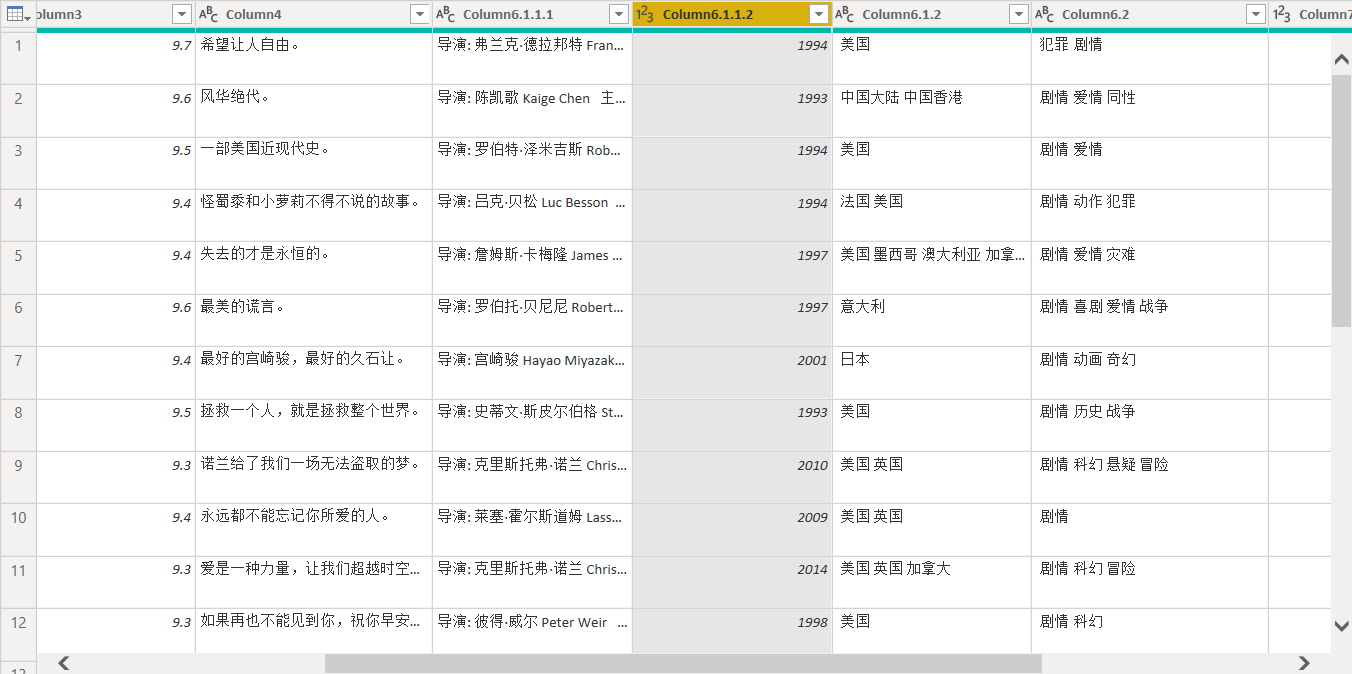 olumn3 ABC Column4 ABC Column6.1.1.1 123 Column6.1.1.2 ABC Column6.1.2 ABC Column6.2 123 Column7
1 9.7 希望让人自由。 导演: 弗兰克·德拉邦特 Fran... 1994 美国 犯罪 剧情
2 9.6 风华绝代。 导演: 陈凯歌 Kaige Chen 主... 1993 中国大陆 中国香港 剧情 爱情 同性
3 9.5 一部美国近现代史。 导演: 罗伯特·泽米吉斯 Rob... 1994 美国 剧情 爱情
4 9.4 怪蜀黍和小萝莉不得不说的故事。 导演: 吕克·贝松 Luc Besson ... 1994 法国 美国 剧情 动作 犯罪
5 9.4 失去的才是永恒的。 导演: 詹姆斯·卡梅隆 James ... 1997 美国 墨西哥 澳大利亚 加拿... 剧情 爱情 灾难
6 9.6 最美的谎言。 导演: 罗伯托·贝尼尼 Robert... 1997 意大利 剧情 喜剧 爱情 战争
7 9.4 最好的宫崎骏，最好的久石让。 导演: 宫崎骏 Hayao Miyazak... 2001 日本 剧情 动画 奇幻
8 9.5 拯救一个人，就是拯救整个世界。 导演: 史蒂文·斯皮尔伯格 St... 1993 美国 剧情 历史 战争
9 9.3 诺兰给了我们一场无法盗取的梦。 导演: 克里斯托弗·诺兰 Chris... 2010 美国 英国 剧情 科幻 悬疑 冒险
10 9.4 永远都不能忘记你所爱的人。 导演: 莱塞·霍尔斯道姆 Lass... 2009 美国 英国 剧情
11 9.3 爱是一种力量，让我们超越时空... 导演: 克里斯托弗·诺兰 Chris... 2014 美国 英国 加拿大 剧情 科幻 冒险
12 9.3 如果再也不能见到你，祝你早安... 导演: 彼得·威尔 Peter Weir ... 1998 美国 剧情 科幻